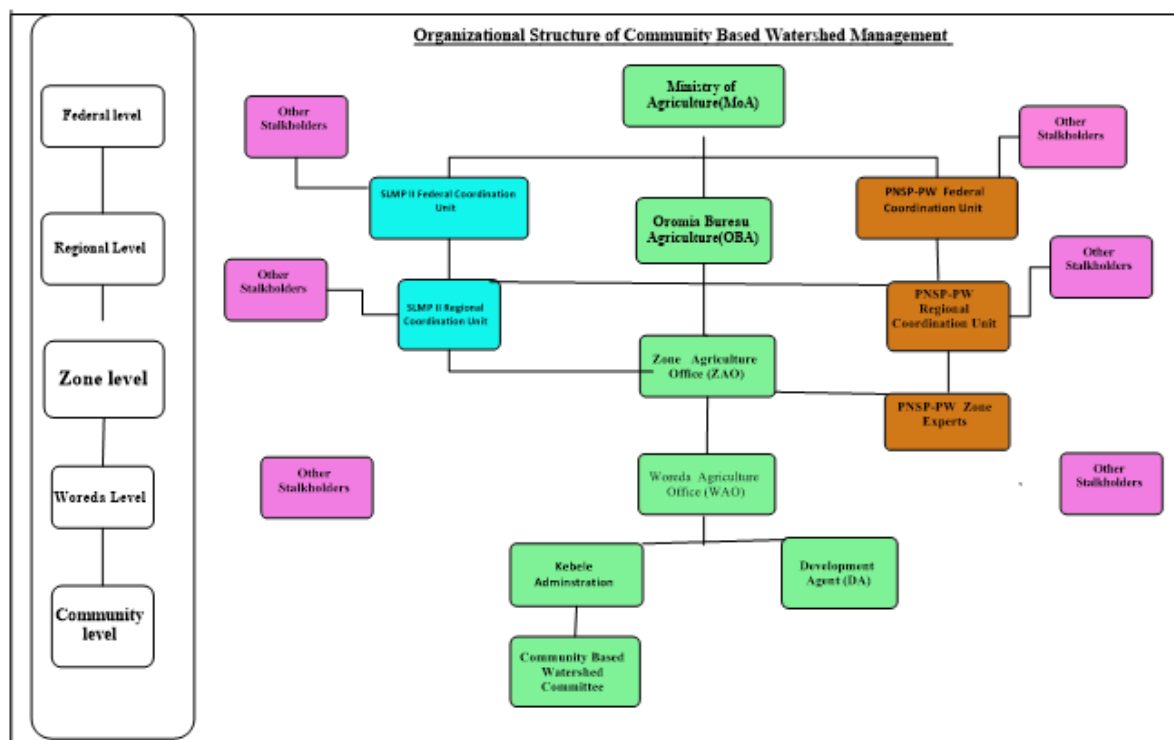 Organizational Structure of Community Based Watershed Management
Federal level
Regional Level
Zone level
Woreda Level
Community
level
Ministry of
Agriculture(MoA)
Other
Stalkholders
Other
Stalkholders
SLMP II Federal Coordination
Unit
PNSP-PW Federal
Coordination Unit
Oromia Bureau
Agriculture(OBA)
Other
Stalkholders
Other
Stalkholders
SLMP II Regional
Coordination Unit
PNSP-PW
Regional
Coordination Unit
Zone Agriculture
Office (ZAO)
PNSP-PW Zone
Experts
Other
Stalkholders
Woreda Agriculture
Office (WAO)
Other
Stalkholders
Kebele
Adminstration
Development
Agent (DA)
Community Based
Watershed
Committee